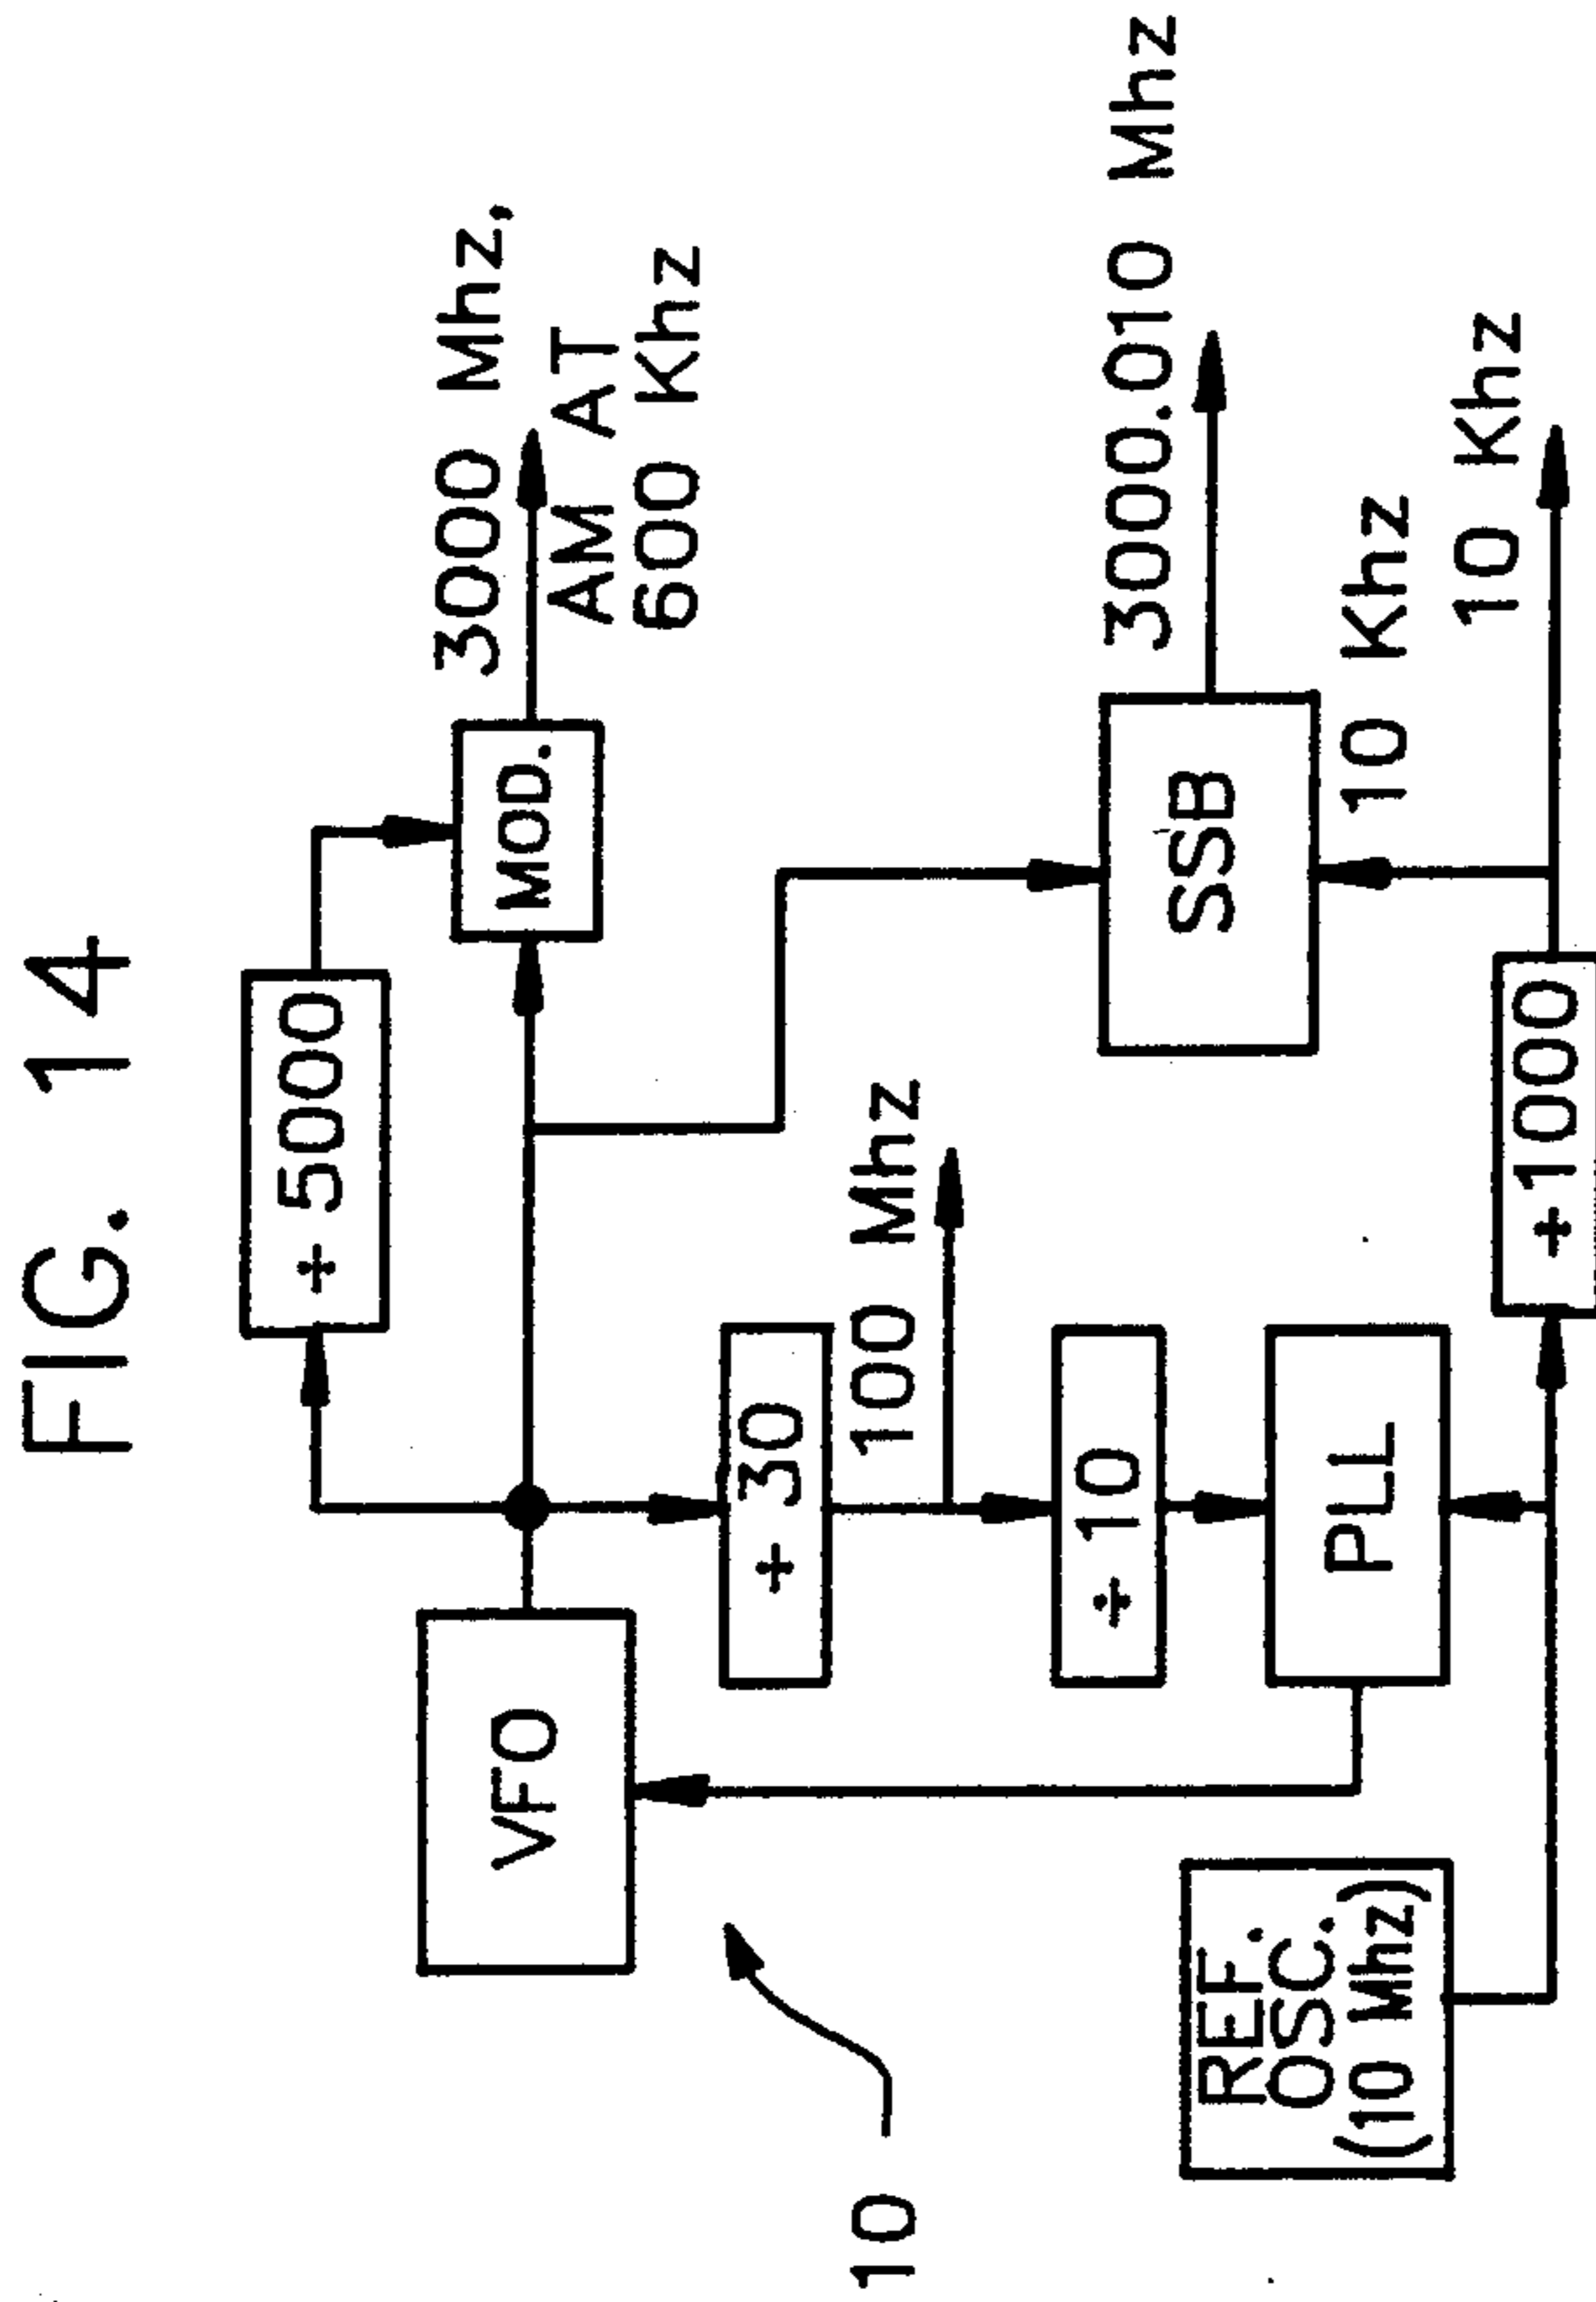 FIG. 14
÷ 5000
VFO
MOD.
3000 Mhz,
AM AT
600 Khz
÷ 30
10
100 Mhz
÷ 10
PLL
SSB
3000.010 Mhz
REF.
OSC.
(10 Mhz)
10 Khz
÷1000
10 Khz